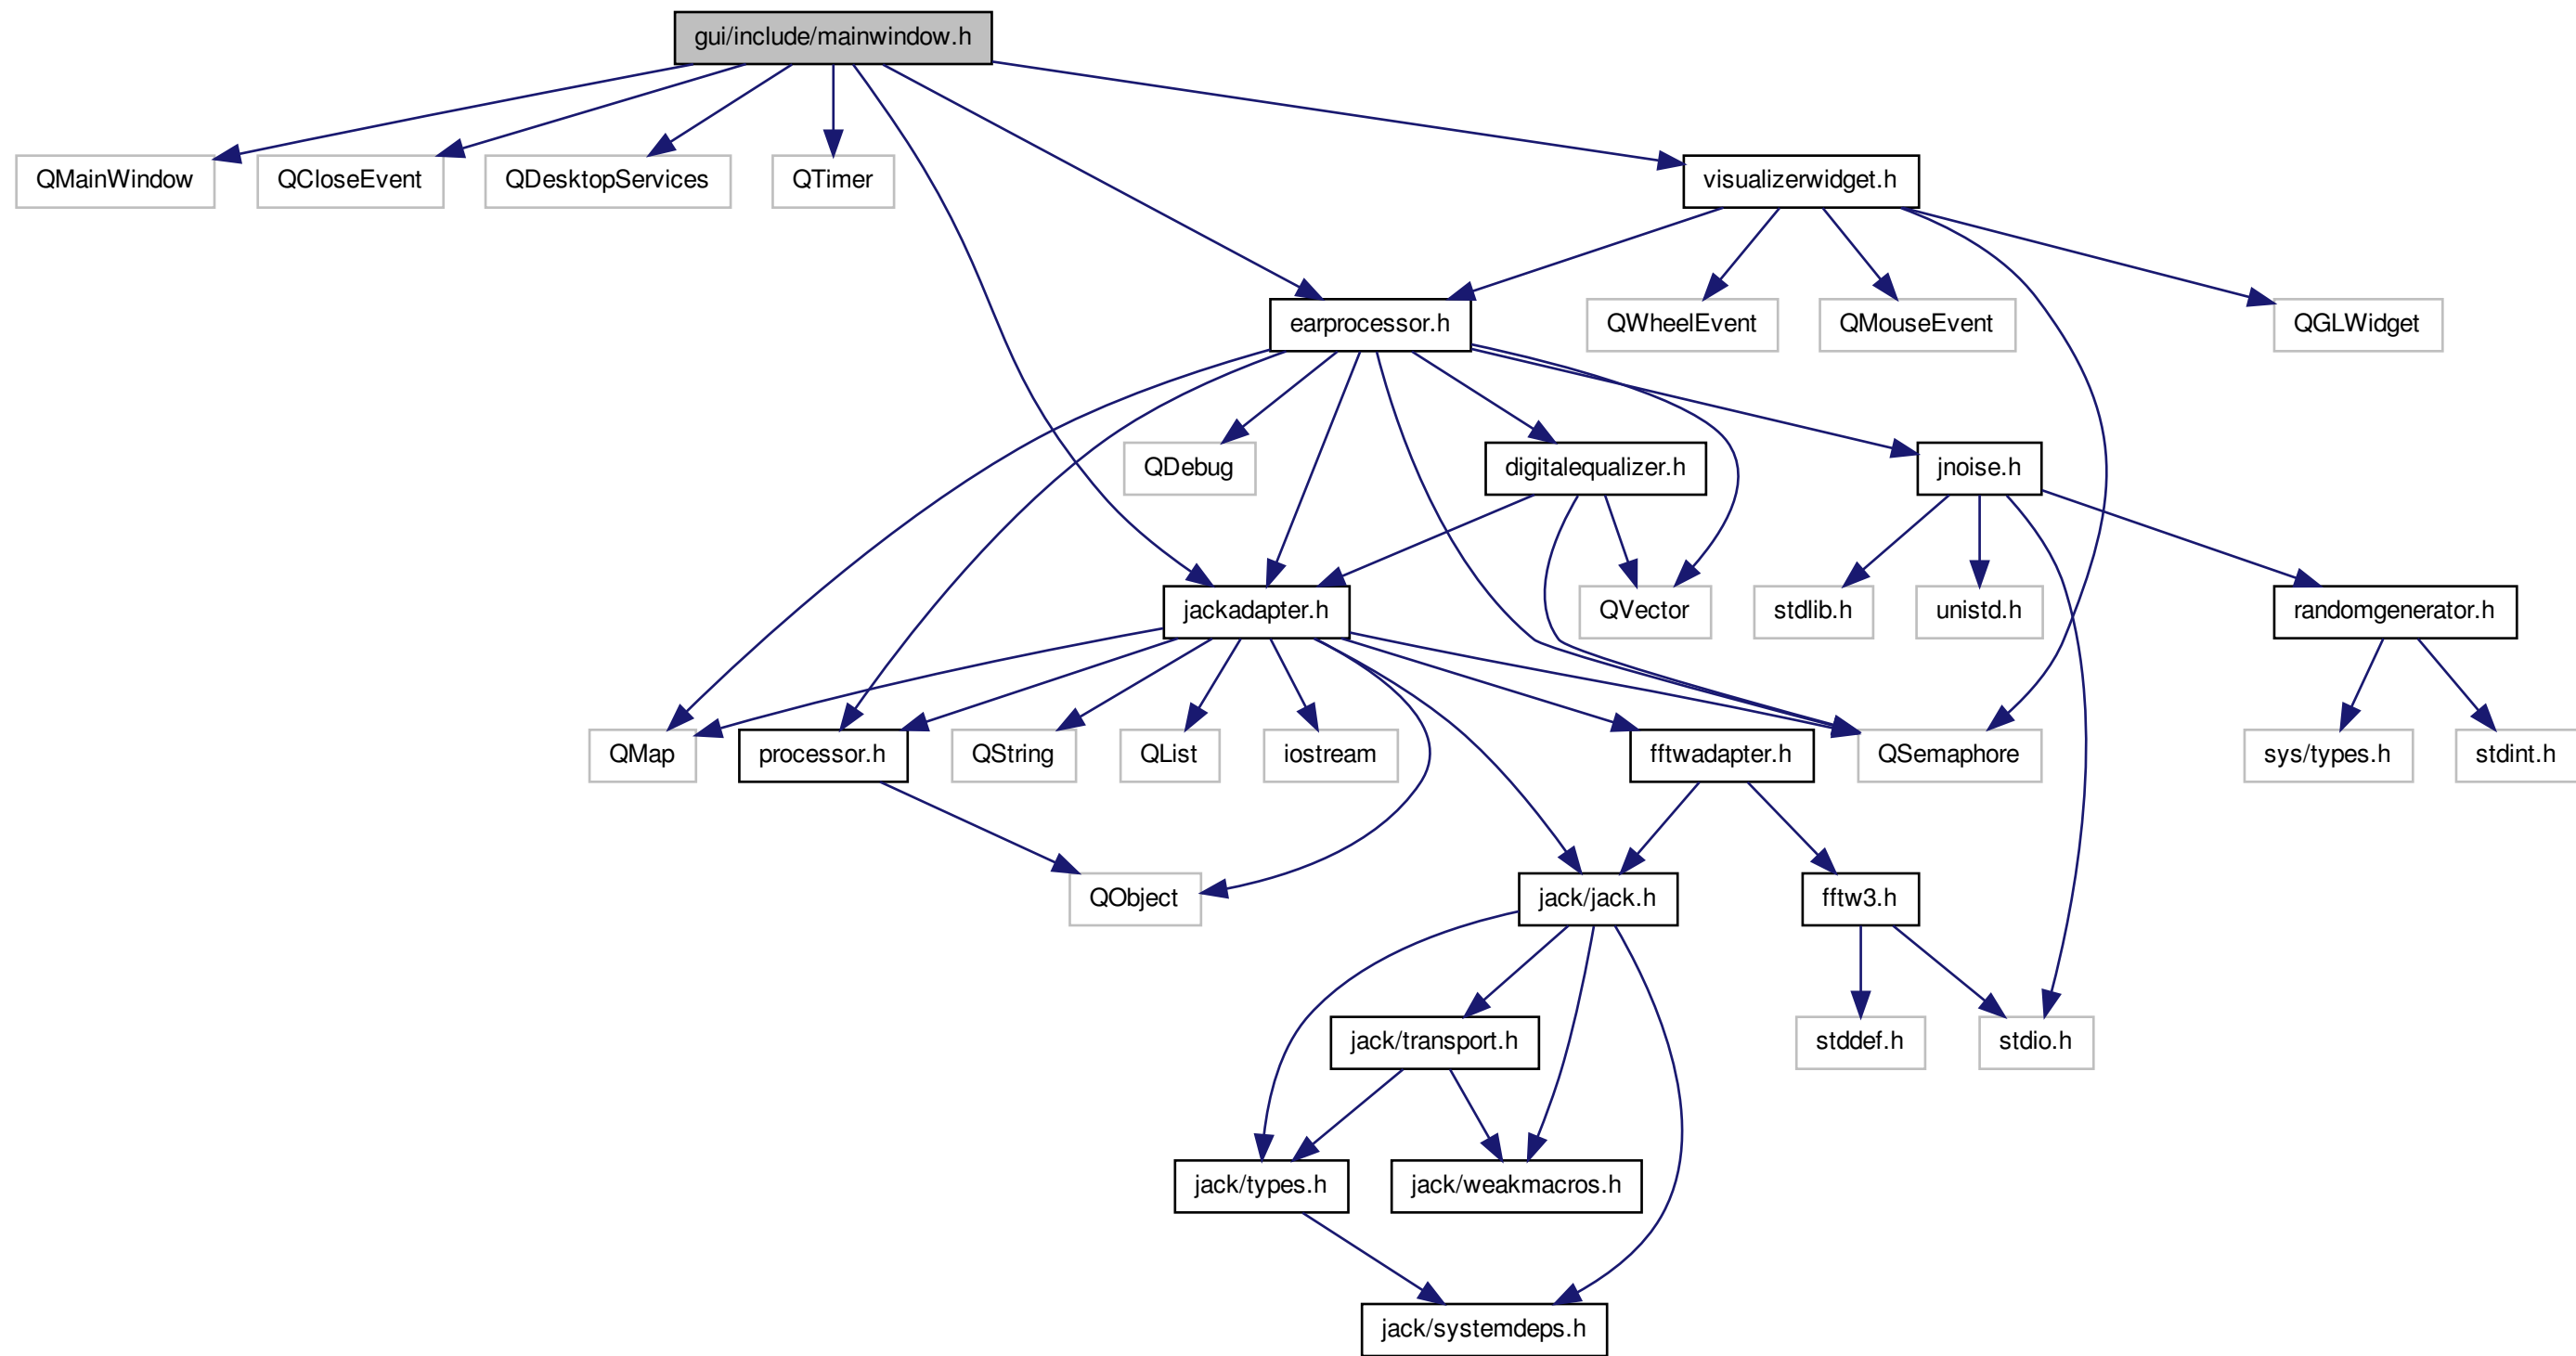 gui/include/mainwindow.h
QMainWindow
QCloseEvent
QDesktopServices
QTimer
visualizerwidget.h
earprocessor.h
QWheelEvent
QMouseEvent
QGLWidget
QDebug
digitalequalizer.h
jnoise.h
jackadapter.h
QVector
stdlib.h
unistd.h
randomgenerator.h
QMap
processor.h
QString
QList
iostream
fftwadapter.h
QSemaphore
sys/types.h
stdint.h
QObject
jack/jack.h
fftw3.h
jack/transport.h
stddef.h
stdio.h
jack/types.h
jack/weakmacros.h
jack/systemdeps.h